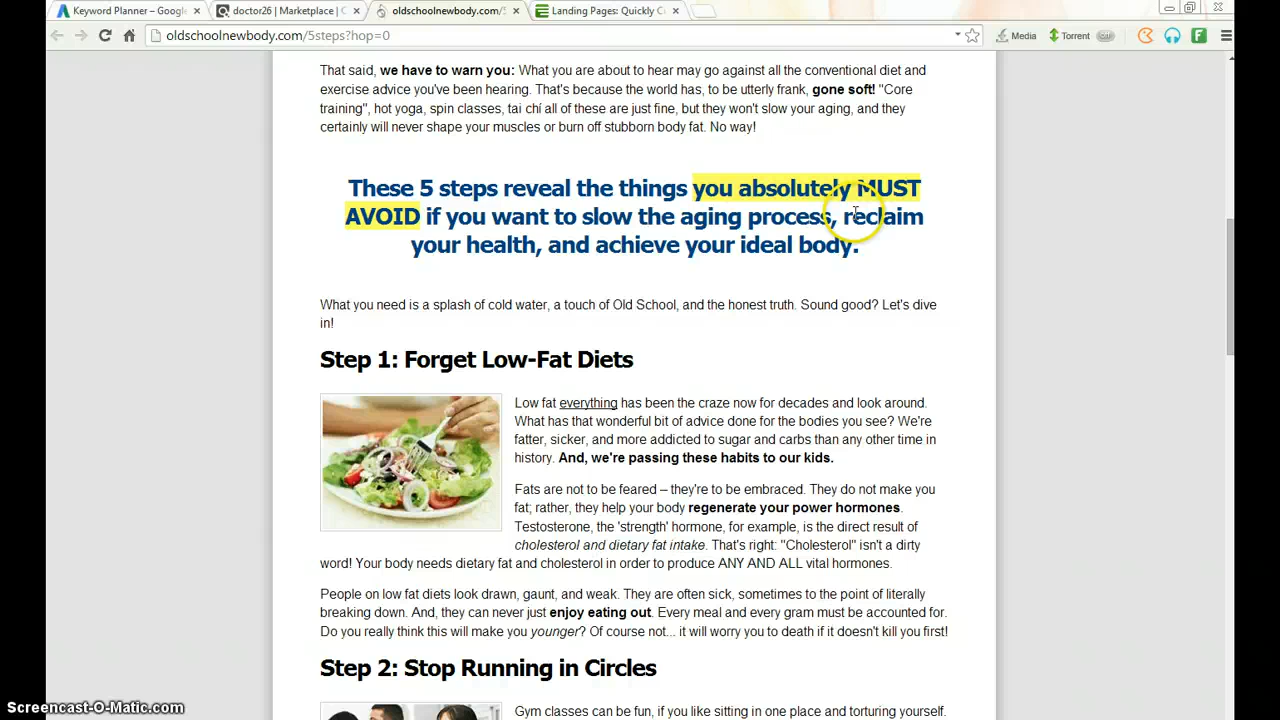 Keyword Planner – Google
doctor26 | Marketplace | C
oldschoolnewbody.com/5
Landing Pages: Quickly C
oldschoolnewbody.com/5steps?hop=0
Media
Torrent
That said, we have to warn you: What you are about to hear may go against all the conventional diet and
exercise advice you've been hearing. That's because the world has, to be utterly frank, gone soft! "Core
training", hot yoga, spin classes, tai chí all of these are just fine, but they won't slow your aging, and they
certainly will never shape your muscles or burn off stubborn body fat. No way!
These 5 steps reveal the things you absolutely MUST
AVOID if you want to slow the aging process, reclaim
your health, and achieve your ideal body.
What you need is a splash of cold water, a touch of Old School, and the honest truth. Sound good? Let's dive
in!
Step 1: Forget Low-Fat Diets
Low fat everything has been the craze now for decades and look around.
What has that wonderful bit of advice done for the bodies you see? We're
fatter, sicker, and more addicted to sugar and carbs than any other time in
history. And, we're passing these habits to our kids.
Fats are not to be feared – they're to be embraced. They do not make you
fat; rather, they help your body regenerate your power hormones.
Testosterone, the 'strength' hormone, for example, is the direct result of
cholesterol and dietary fat intake. That's right: "Cholesterol" isn't a dirty
word! Your body needs dietary fat and cholesterol in order to produce ANY AND ALL vital hormones.
People on low fat diets look drawn, gaunt, and weak. They are often sick, sometimes to the point of literally
breaking down. And, they can never just enjoy eating out. Every meal and every gram must be accounted for.
Do you really think this will make you younger? Of course not... it will worry you to death if it doesn't kill you first!
Step 2: Stop Running in Circles
Gym classes can be fun, if you like sitting in one place and torturing yourself.
Screencast-O-Matic.com